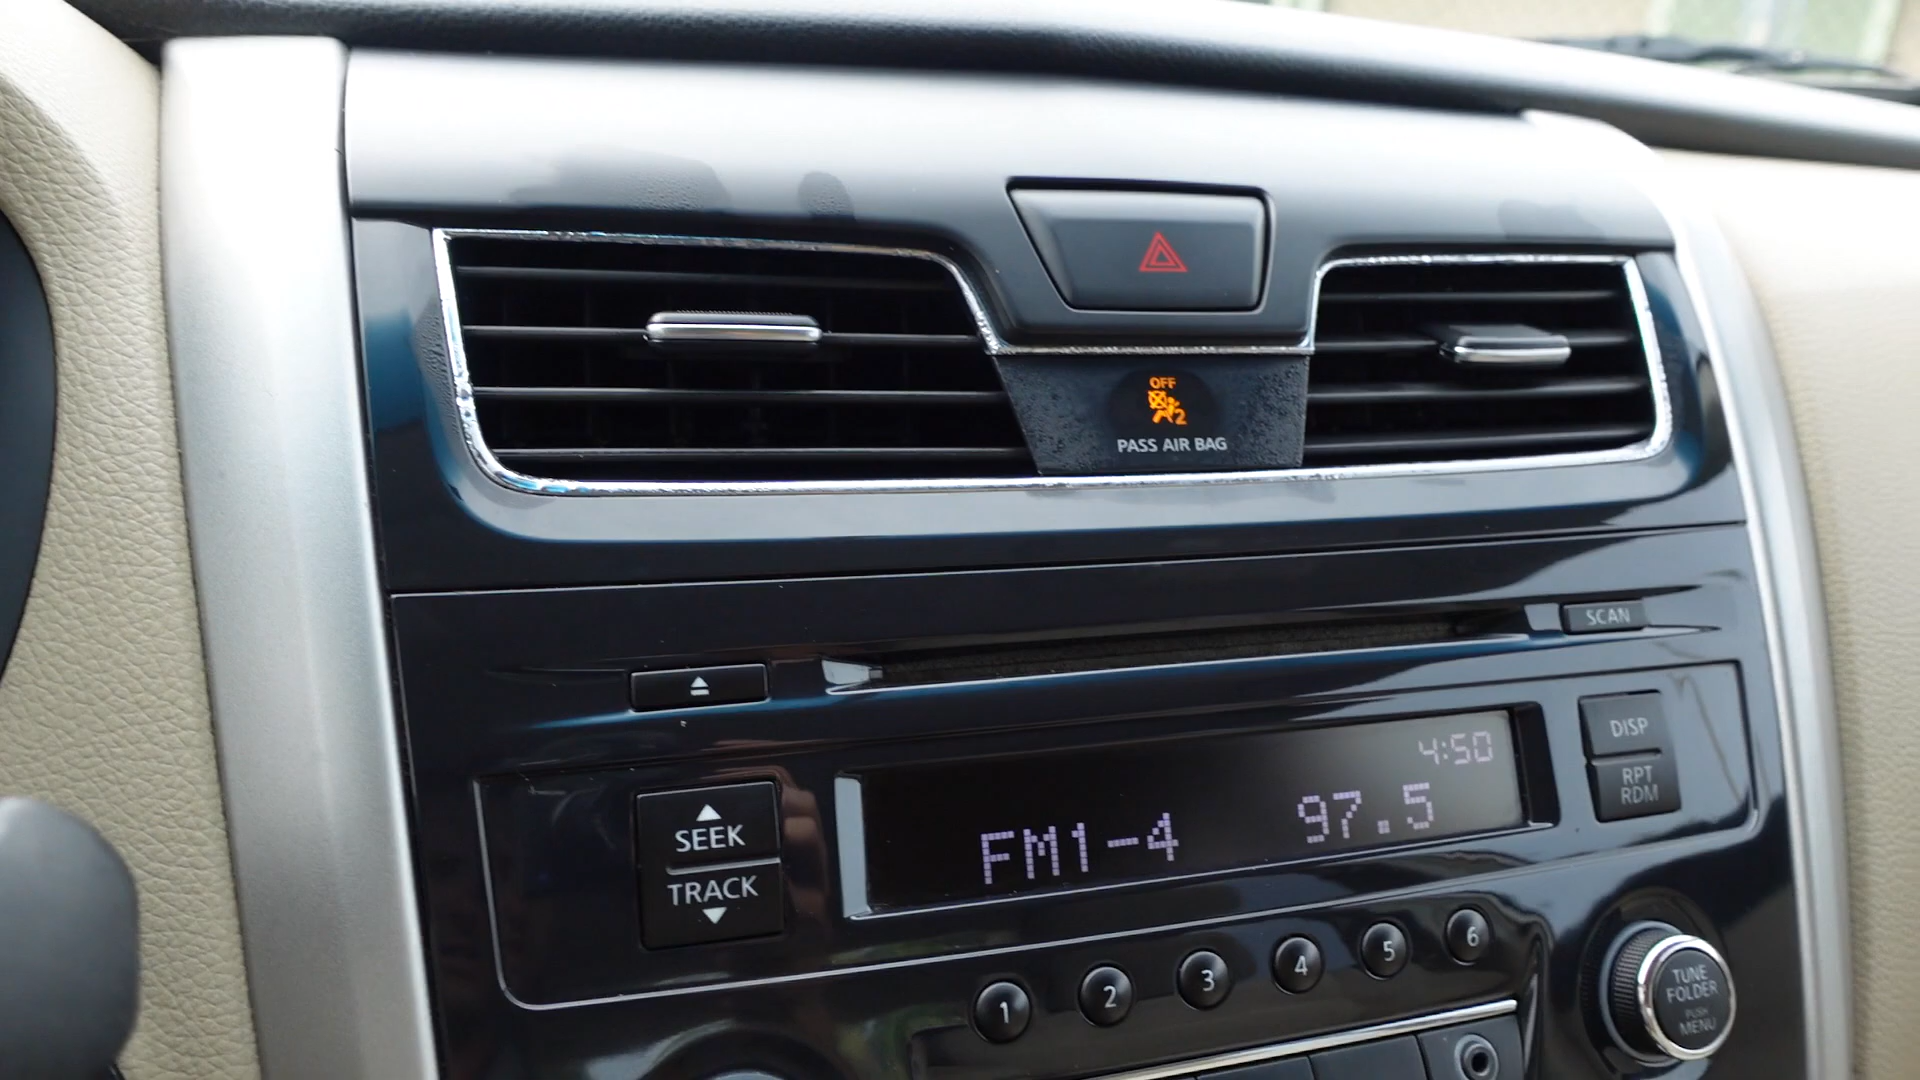 OFF
2
PASS AIR BAG
SCAN
4:50
DISP
FM1-4 97.5
RPT
RDM
SEEK
TRACK
1 2 3 4 5 6
TUNE
FOLDER
PUSH
MENU